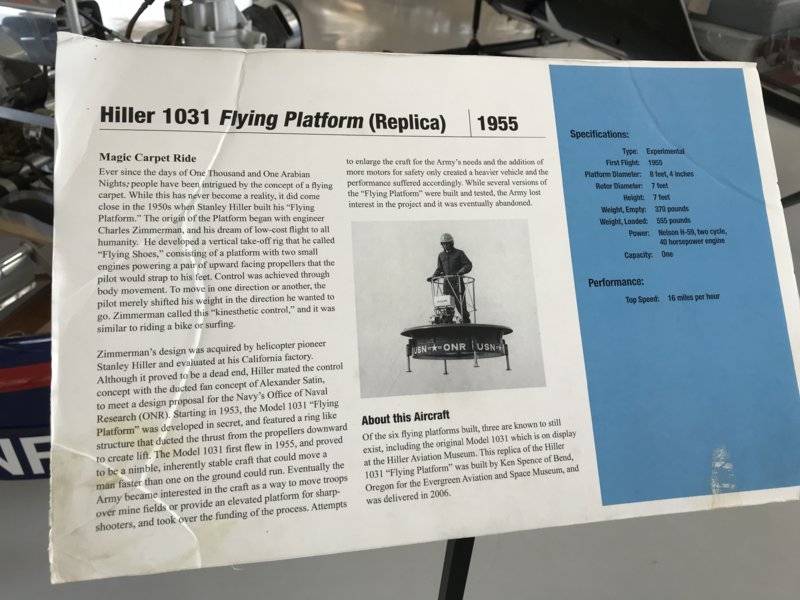 Hiller 1031 Flying Platform (Replica) | 1955
Magic Carpet Ride
Ever since the days of One Thousand and One Arabian
Nights, people have been intrigued by the concept of a flying
carpet. While this has never become a reality, it did come
close in the 1950s when Stanley Hiller built his “Flying
Platform.” The origin of the Platform began with engineer
Charles Zimmerman, and his dream of low-cost flight to all
humanity. He developed a vertical take-off rig that he called
“Flying Shoes,” consisting of a platform with two small
engines powering a pair of upward facing propellers that the
pilot would strap to his feet. Control was achieved through
body movement. To move in one direction or another, the
pilot merely shifted his weight in the direction he wanted to
go. Zimmerman called this “kinesthetic control,” and it was
similar to riding a bike or surfing.
Zimmerman’s design was acquired by helicopter pioneer
Stanley Hiller and evaluated at his California factory.
Although it proved to be a dead end, Hiller mated the control
concept with the ducted fan concept of Alexander Satin,
to meet a design proposal for the Navy’s Office of Naval
Research (ONR). Starting in 1953, the Model 1031 “Flying
Platform” was developed in secret, and featured a ring like
structure that ducted the thrust from the propellers downward
to create lift. The Model 1031 first flew in 1955, and proved
to be a nimble, inherently stable craft that could move a
man faster than one on the ground could run. Eventually the
Army became interested in the craft as a way to move troops
over mine fields or provide an elevated platform for sharp-
shooters, and took over the funding of the process. Attempts
to enlarge the craft for the Army’s needs and the addition of
more motors for safety only created a heavier vehicle and the
performance suffered accordingly. While several versions of
the “Flying Platform” were built and tested, the Army lost
interest in the project and it was eventually abandoned.
USN ★ ONR USN
About this Aircraft
Of the six flying platforms built, three are known to still
exist, including the original Model 1031 which is on display
at the Hiller Aviation Museum. This replica of the Hiller
1031 “Flying Platform” was built by Ken Spence of Bend,
Oregon for the Evergreen Aviation and Space Museum, and
was delivered in 2006.
Specifications:
Type: Experimental
First Flight: 1955
Platform Diameter: 8 feet, 4 inches
Rotor Diameter: 7 feet
Height: 7 feet
Weight, Empty: 370 pounds
Weight, Loaded: 555 pounds
Power: Nelson H-59, two cycle,
40 horsepower engine
Capacity: One
Performance:
Top Speed: 16 miles per hour